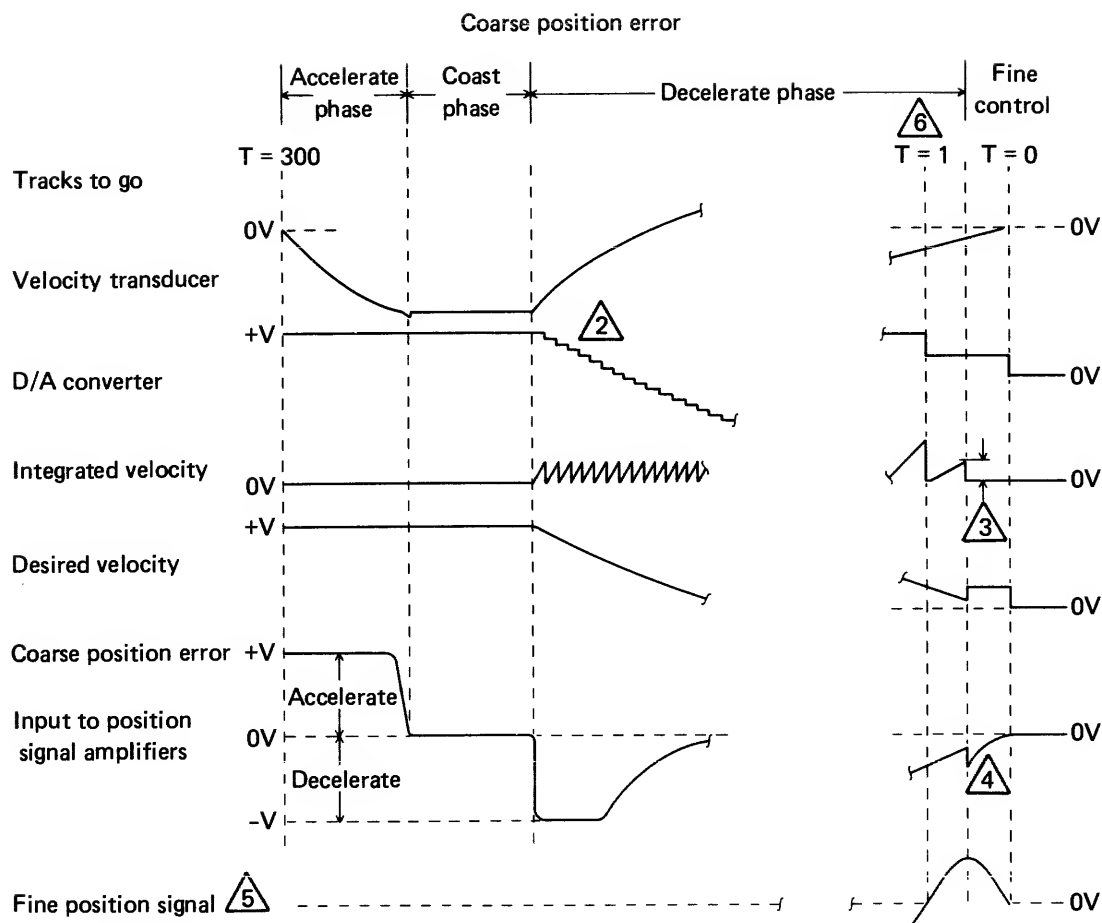 Coarse position error
Accelerate phase
Coast phase
Decelerate phase
Fine control
6
T = 300
T = 1
T = 0
Tracks to go
0V
0V
Velocity transducer
+V
2
D/A converter
0V
Integrated velocity
0V
0V
3
+V
Desired velocity
0V
Coarse position error
+V
Accelerate
Input to position signal amplifiers
0V
0V
Decelerate
4
–V
Fine position signal
5
0V